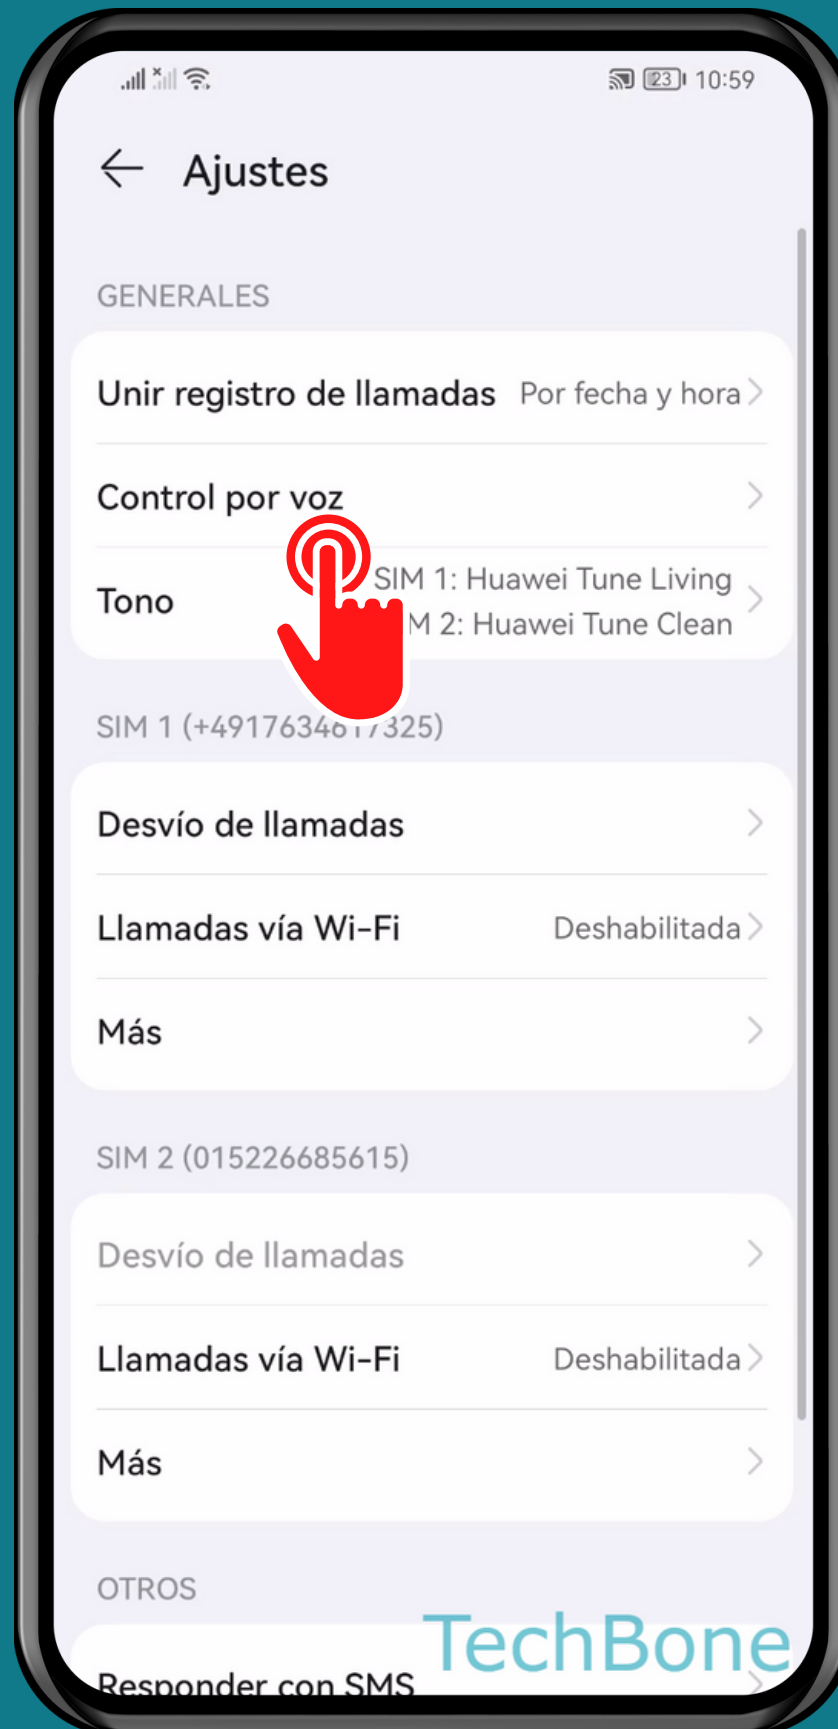 23 10:59
Ajustes
GENERALES
Unir registro de llamadas Por fecha y hora
Control por voz
Tono SIM 1: Huawei Tune Living
M 2: Huawei Tune Clean
SIM 1 (+4917634617325)
Desvío de llamadas
Llamadas vía Wi-Fi Deshabilitada
Más
SIM 2 (015226685615)
Desvío de llamadas
Llamadas vía Wi-Fi Deshabilitada
Más
OTROS
TechBone
Responder con SMS